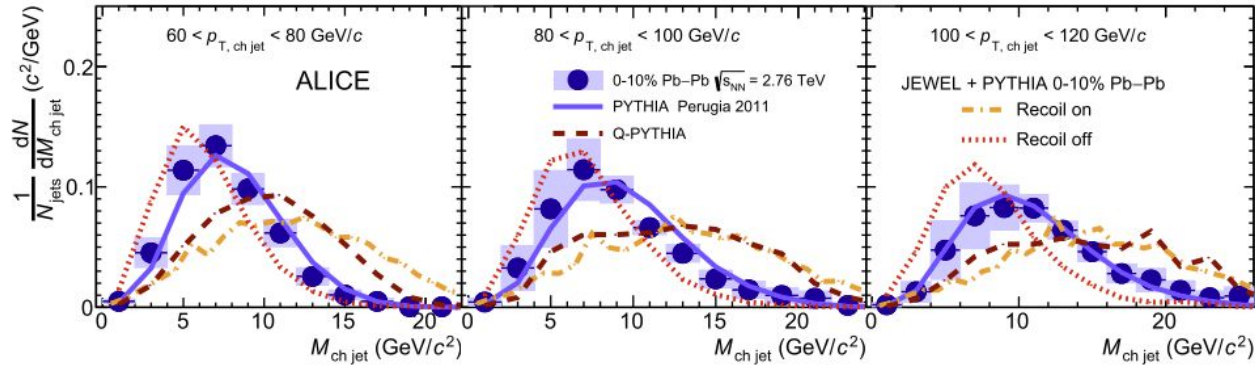 60 < p_T, ch jet < 80 GeV/c
80 < p_T, ch jet < 100 GeV/c
100 < p_T, ch jet < 120 GeV/c
ALICE
0-10% Pb–Pb √s_NN = 2.76 TeV
PYTHIA Perugia 2011
Q-PYTHIA
JEWEL + PYTHIA 0-10% Pb–Pb
Recoil on
Recoil off
1/N_jets dN/dM_ch jet (c²/GeV)
0.2
0.1
0
0 5 10 15 20
0 5 10 15 20
0 10 20
M_ch jet (GeV/c²)
M_ch jet (GeV/c²)
M_ch jet (GeV/c²)